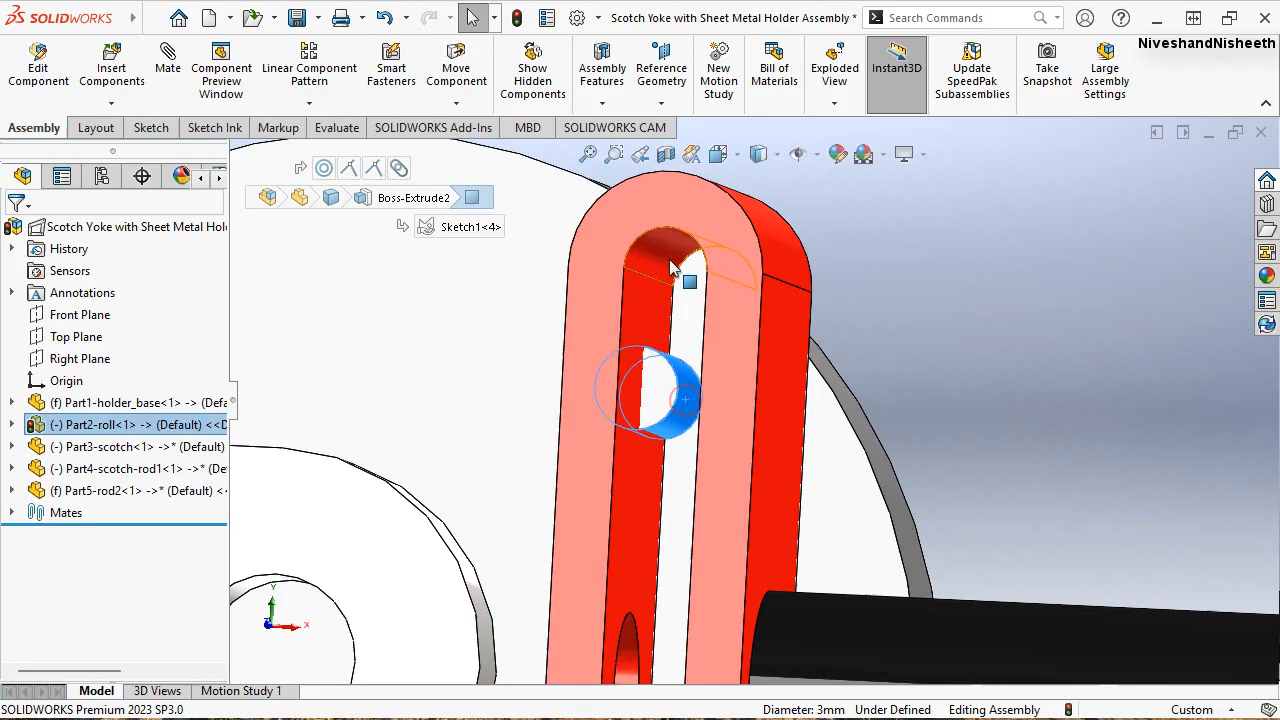 SOLIDWORKS
Scotch Yoke with Sheet Metal Holder Assembly *
Search Commands
NiveshandNisheeth
Edit Component
Insert Components
Mate
Component Preview Window
Linear Component Pattern
Smart Fasteners
Move Component
Show Hidden Components
Assembly Features
Reference Geometry
New Motion Study
Bill of Materials
Exploded View
Instant3D
Update SpeedPak Subassemblies
Take Snapshot
Large Assembly Settings
Assembly Layout Sketch Sketch Ink Markup Evaluate SOLIDWORKS Add-Ins MBD SOLIDWORKS CAM
Boss-Extrude2
Sketch1<4>
Scotch Yoke with Sheet Metal Hol
History
Sensors
Annotations
Front Plane
Top Plane
Right Plane
Origin
(f) Part1-holder_base<1> -> (Defa
(-) Part2-roll<1> -> (Default) <<D
(-) Part3-scotch<1> ->* (Default)
(-) Part4-scotch-rod1<1> ->* (De
(f) Part5-rod2<1> ->* (Default) <
Mates
Y
X
Z
Model 3D Views Motion Study 1
SOLIDWORKS Premium 2023 SP3.0
Diameter: 3mm Under Defined Editing Assembly Custom